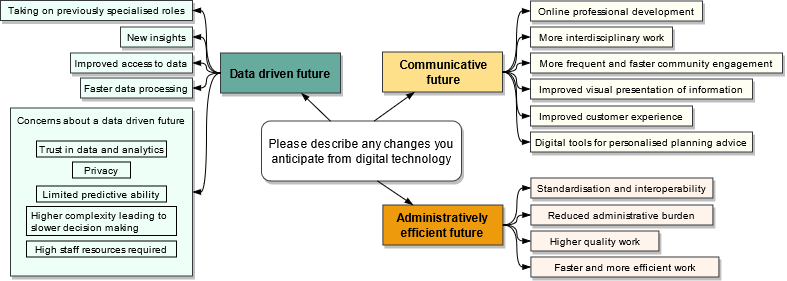 Taking on previously specialised roles
New insights
Improved access to data
Faster data processing
Data driven future
Concerns about a data driven future
Trust in data and analytics
Privacy
Limited predictive ability
Higher complexity leading to
slower decision making
High staff resources required
Please describe any changes you
anticipate from digital technology
Communicative
future
Online professional development
More interdisciplinary work
More frequent and faster community engagement
Improved visual presentation of information
Improved customer experience
Digital tools for personalised planning advice
Administratively
efficient future
Standardisation and interoperability
Reduced administrative burden
Higher quality work
Faster and more efficient work